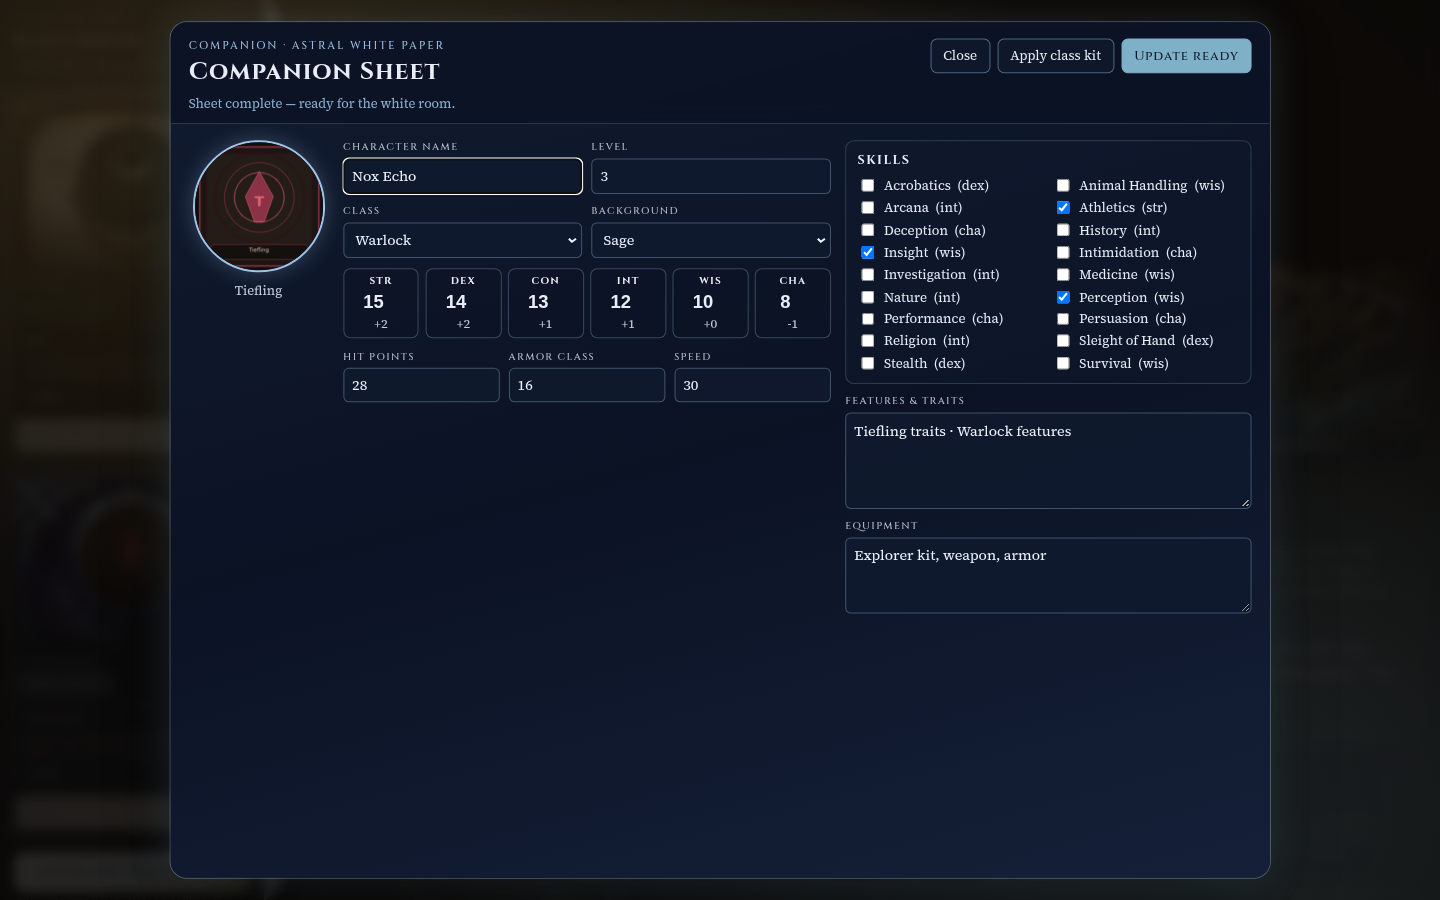 COMPANION · ASTRAL WHITE PAPER
COMPANION SHEET
Sheet complete — ready for the white room.
Close
Apply class kit
UPDATE READY
T
Tiefling
Tiefling
CHARACTER NAME
Nox Echo
LEVEL
3
CLASS
Warlock
BACKGROUND
Sage
STR
15
+2
DEX
14
+2
CON
13
+1
INT
12
+1
WIS
10
+0
CHA
8
-1
HIT POINTS
28
ARMOR CLASS
16
SPEED
30
SKILLS
Acrobatics (dex)
Animal Handling (wis)
Arcana (int)
Athletics (str)
Deception (cha)
History (int)
Insight (wis)
Intimidation (cha)
Investigation (int)
Medicine (wis)
Nature (int)
Perception (wis)
Performance (cha)
Persuasion (cha)
Religion (int)
Sleight of Hand (dex)
Stealth (dex)
Survival (wis)
FEATURES & TRAITS
Tiefling traits · Warlock features
EQUIPMENT
Explorer kit, weapon, armor